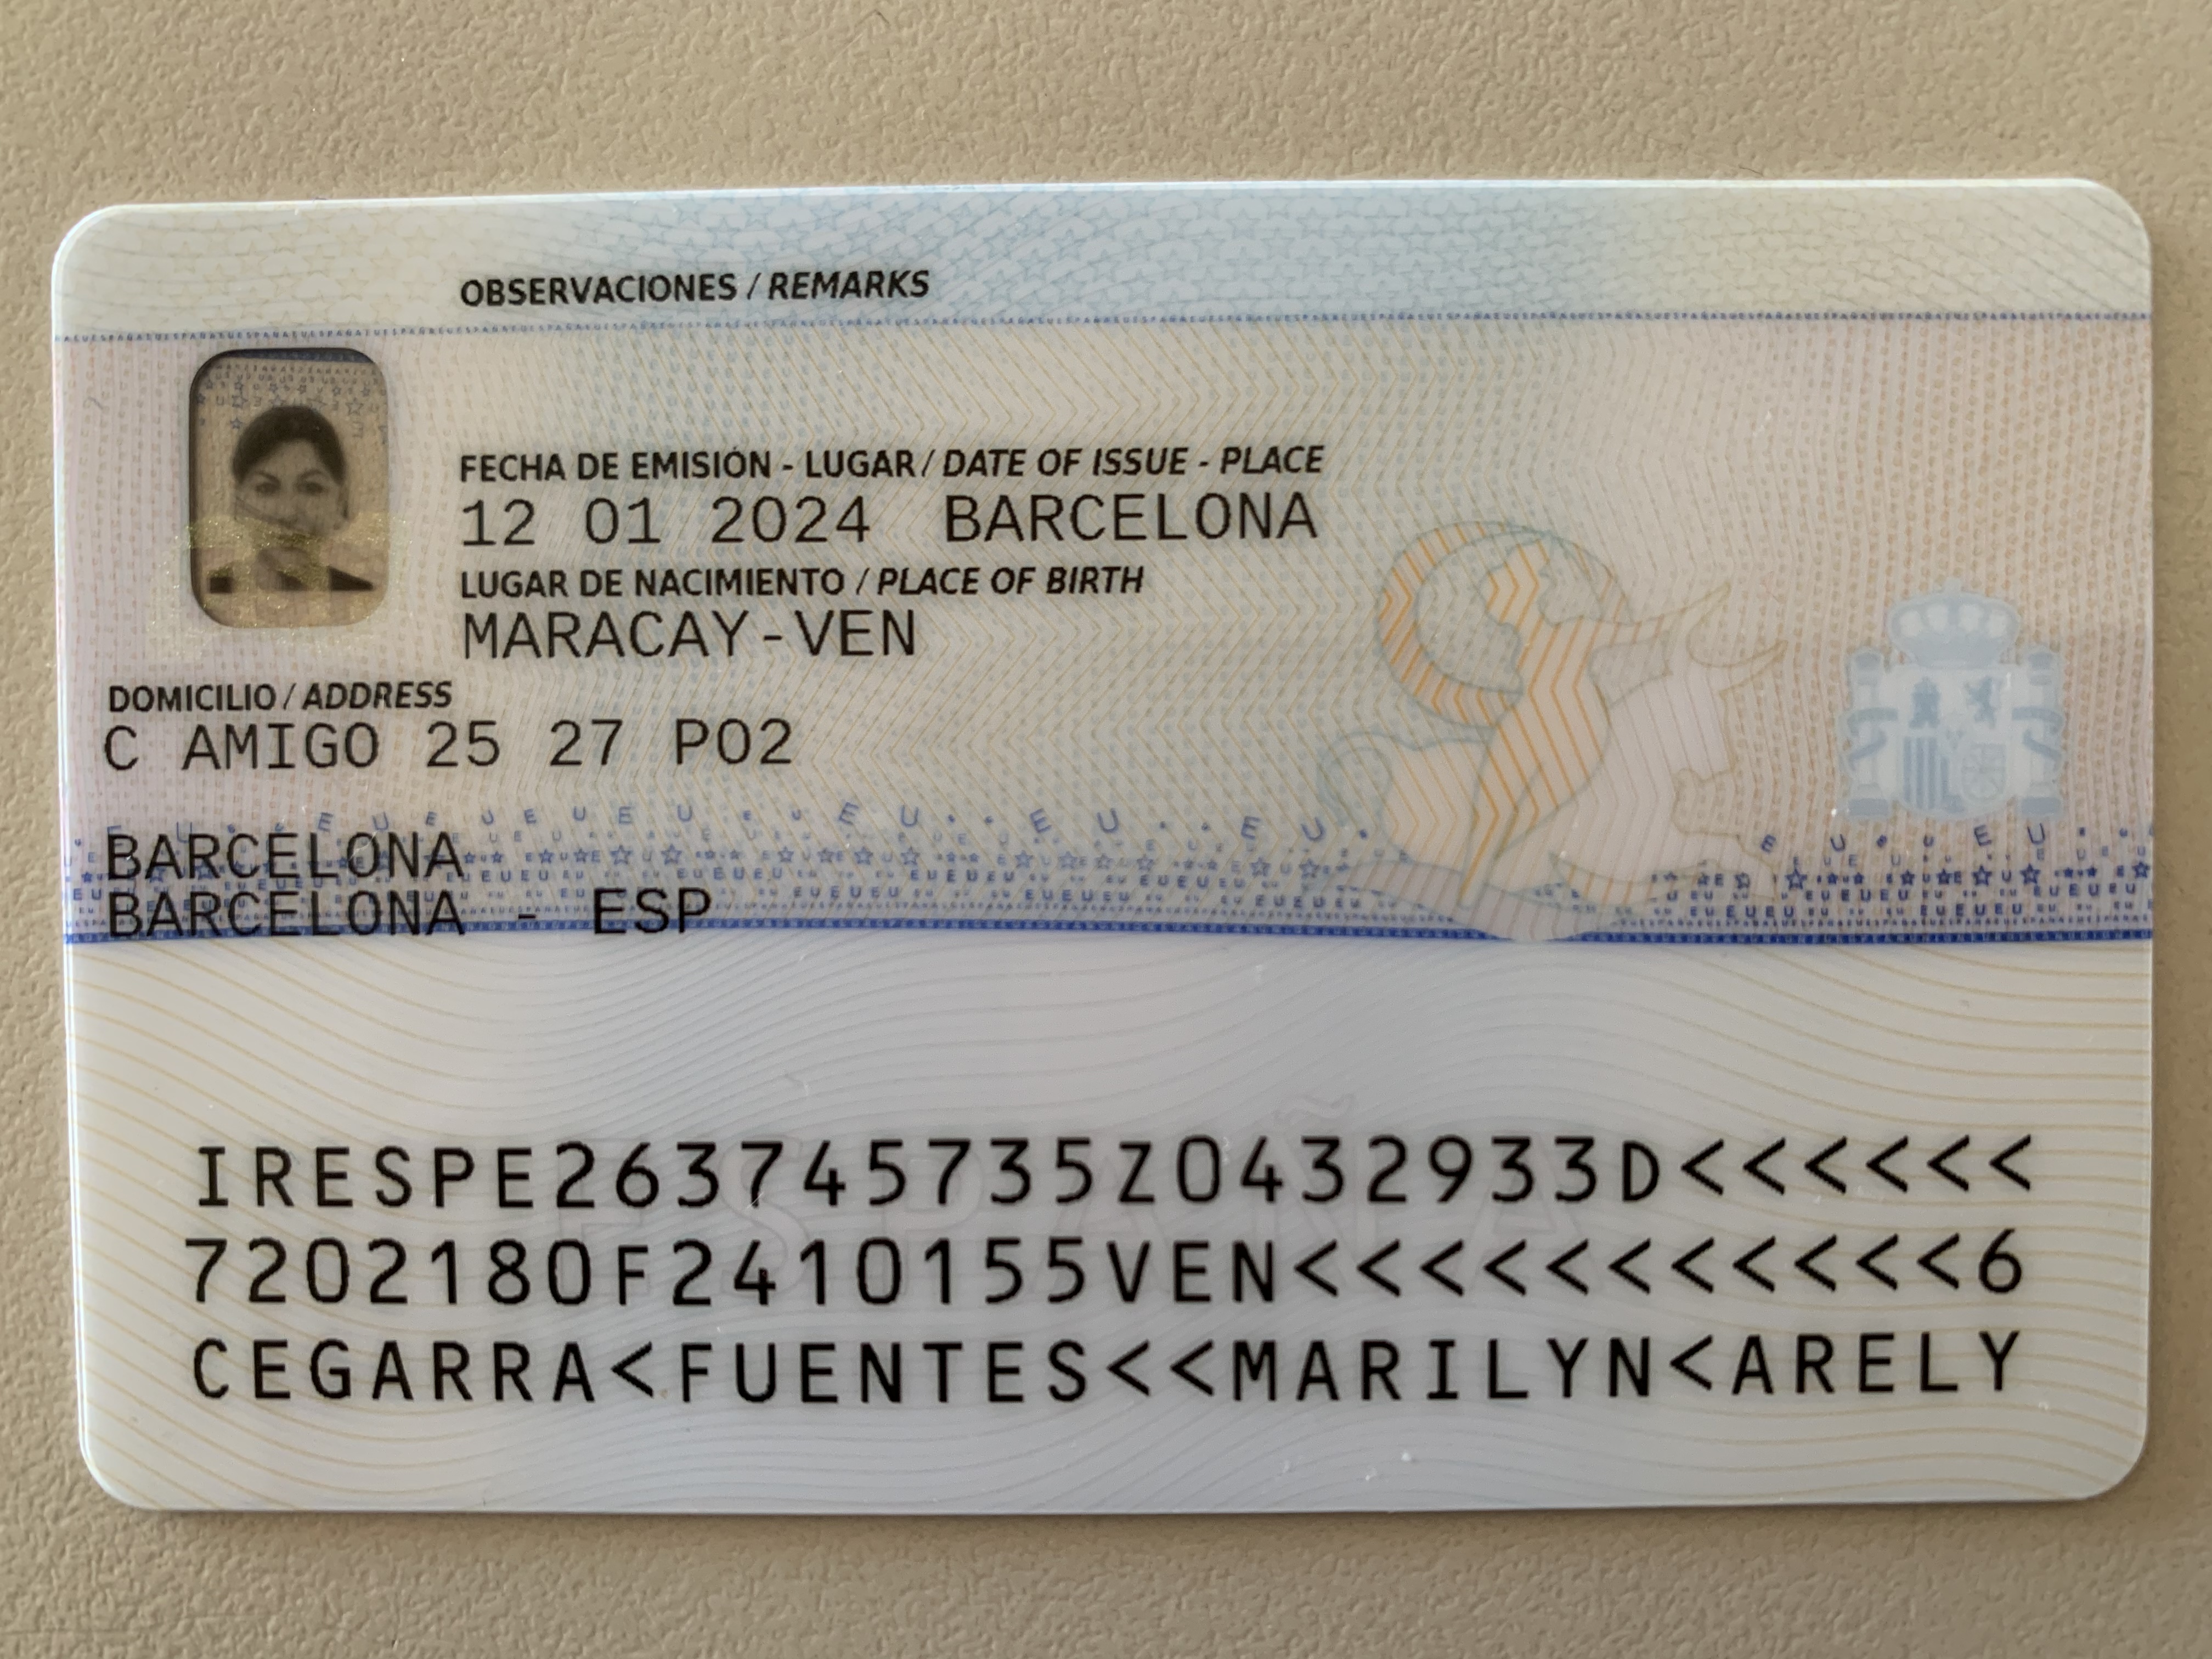 OBSERVACIONES / REMARKS
FECHA DE EMISIÓN - LUGAR / DATE OF ISSUE - PLACE
12 01 2024 BARCELONA
LUGAR DE NACIMIENTO / PLACE OF BIRTH
MARACAY-VEN
DOMICILIO / ADDRESS
C AMIGO 25 27 P02
BARCELONA
BARCELONA - ESP
IRESPE263745735Z0432933D<<<<<<
7202180F2410155VEN<<<<<<<<<<<6
CEGARRA<FUENTES<<MARILYN<ARELY